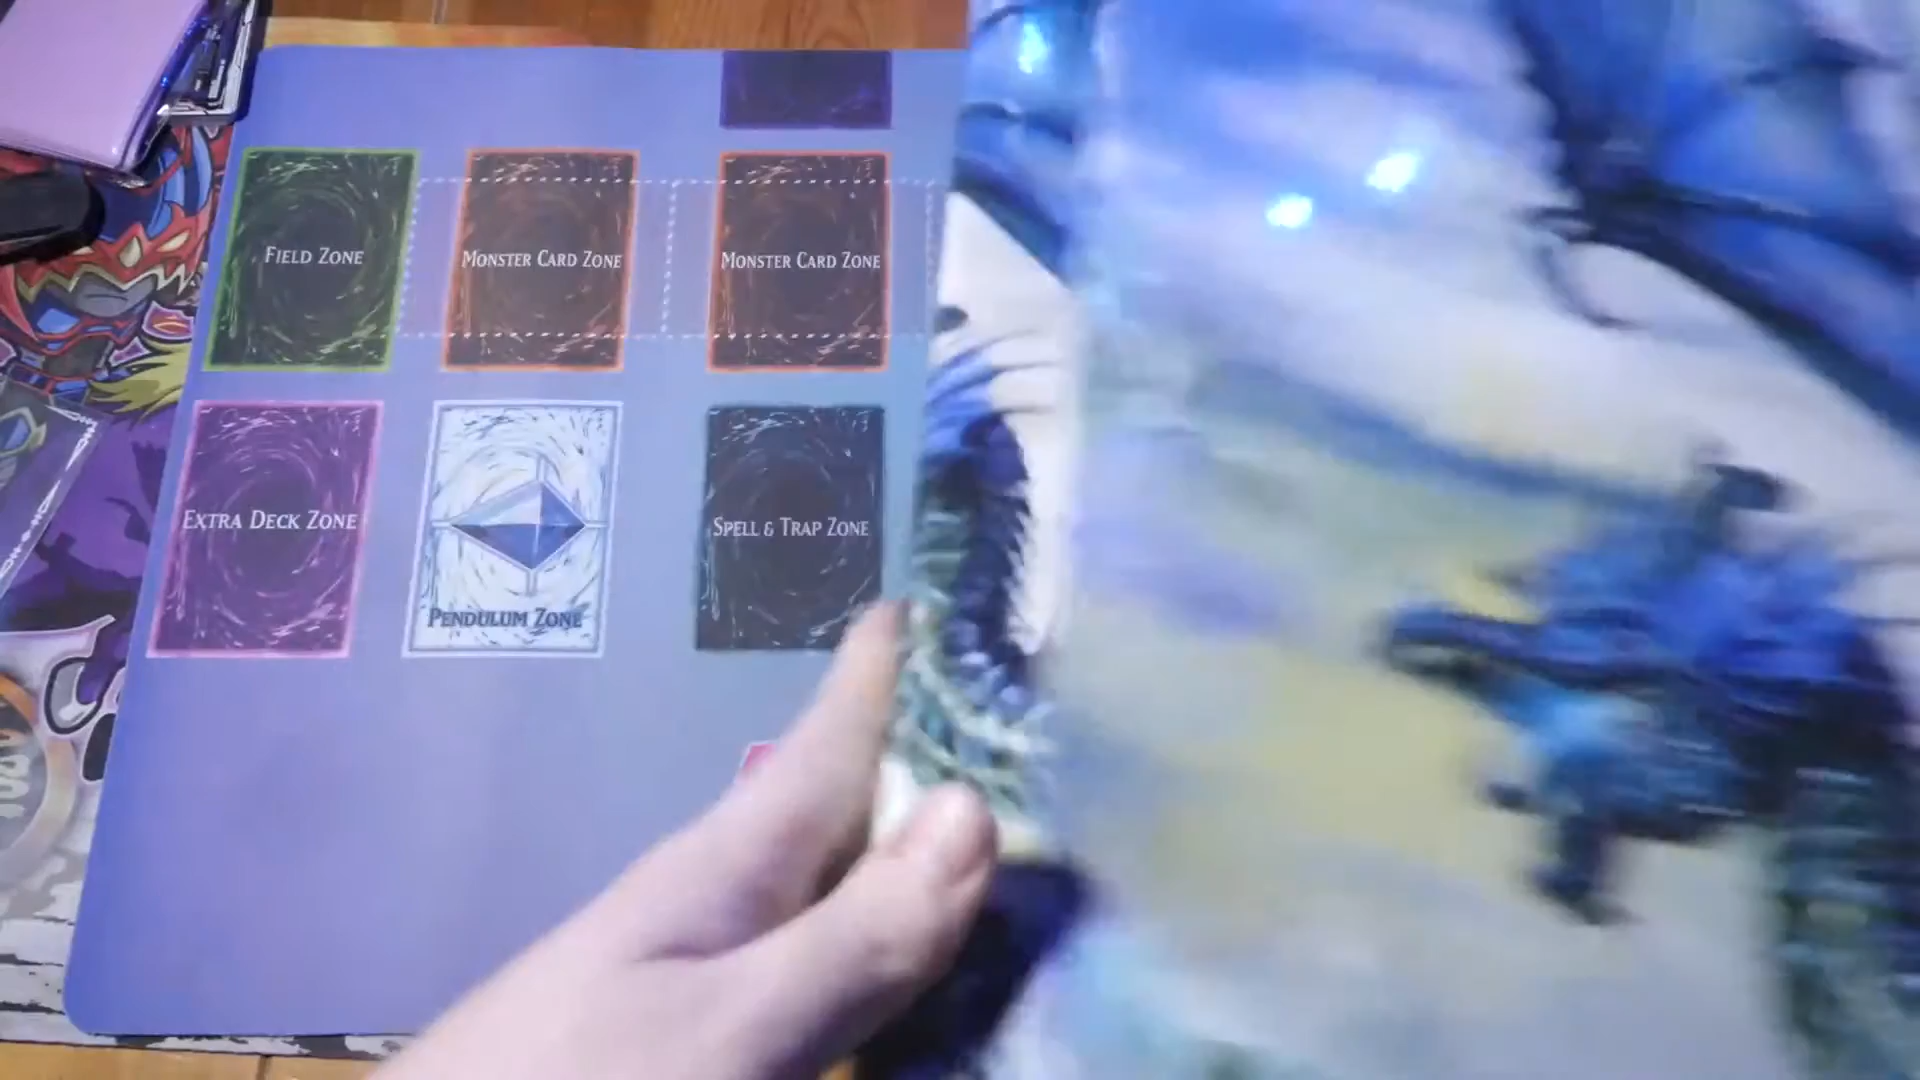 FIELD ZONE
MONSTER CARD ZONE
MONSTER CARD ZONE
EXTRA DECK ZONE
PENDULUM ZONE
SPELL & TRAP ZONE